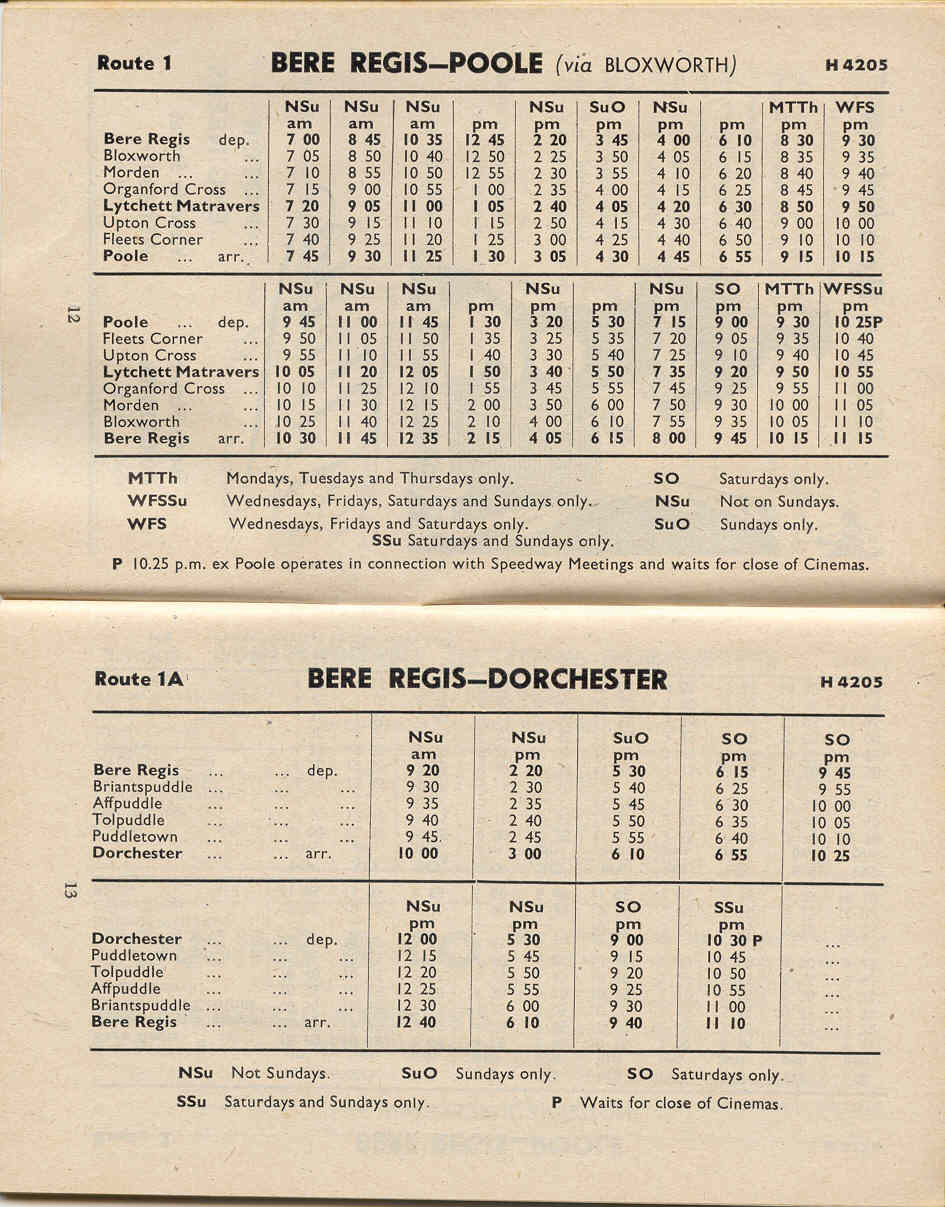 Route 1 BERE REGIS—POOLE (via BLOXWORTH) H 4205
NSu NSu NSu NSu SuO NSu MTTh WFS
am am am pm pm pm pm pm pm pm
Bere Regis dep. 7 00 8 45 10 35 12 45 2 20 3 45 4 00 6 10 8 30 9 30
Bloxworth ... 7 05 8 50 10 40 12 50 2 25 3 50 4 05 6 15 8 35 9 35
Morden ... ... 7 10 8 55 10 50 12 55 2 30 3 55 4 10 6 20 8 40 9 40
Organford Cross ... 7 15 9 00 10 55 1 00 2 35 4 00 4 15 6 25 8 45 9 45
Lytchett Matravers 7 20 9 05 11 00 1 05 2 40 4 05 4 20 6 30 8 50 9 50
Upton Cross ... 7 30 9 15 11 10 1 15 2 50 4 15 4 30 6 40 9 00 10 00
Fleets Corner ... 7 40 9 25 11 20 1 25 3 00 4 25 4 40 6 50 9 10 10 10
Poole ... arr. 7 45 9 30 11 25 1 30 3 05 4 30 4 45 6 55 9 15 10 15
NSu NSu NSu NSu NSu SO MTTh WFSSu
am am am pm pm pm pm pm pm pm
Poole ... dep. 9 45 11 00 11 45 1 30 3 20 5 30 7 15 9 00 9 30 10 25P
Fleets Corner ... 9 50 11 05 11 50 1 35 3 25 5 35 7 20 9 05 9 35 10 40
Upton Cross ... 9 55 11 10 11 55 1 40 3 30 5 40 7 25 9 10 9 40 10 45
Lytchett Matravers 10 05 11 20 12 05 1 50 3 40 5 50 7 35 9 20 9 50 10 55
Organford Cross ... 10 10 11 25 12 10 1 55 3 45 5 55 7 45 9 25 9 55 11 00
Morden ... ... 10 15 11 30 12 15 2 00 3 50 6 00 7 50 9 30 10 00 11 05
Bloxworth ... 10 25 11 40 12 25 2 10 4 00 6 10 7 55 9 35 10 05 11 10
Bere Regis arr. 10 30 11 45 12 35 2 15 4 05 6 15 8 00 9 45 10 15 11 15
12
MTTh Mondays, Tuesdays and Thursdays only. SO Saturdays only.
WFSSu Wednesdays, Fridays, Saturdays and Sundays only. NSu Not on Sundays.
WFS Wednesdays, Fridays and Saturdays only. SuO Sundays only.
SSu Saturdays and Sundays only.
P 10.25 p.m. ex Poole operates in connection with Speedway Meetings and waits for close of Cinemas.
Route 1A BERE REGIS—DORCHESTER H 4205
NSu NSu SuO SO SO
am pm pm pm pm
Bere Regis ... ... dep. 9 20 2 20 5 30 6 15 9 45
Briantspuddle ... ... ... 9 30 2 30 5 40 6 25 9 55
Affpuddle ... ... ... 9 35 2 35 5 45 6 30 10 00
Tolpuddle ... ... ... 9 40 2 40 5 50 6 35 10 05
Puddletown ... ... ... 9 45 2 45 5 55 6 40 10 10
Dorchester ... ... arr. 10 00 3 00 6 10 6 55 10 25
NSu NSu SO SSu
pm pm pm pm
Dorchester ... ... dep. 12 00 5 30 9 00 10 30 P ...
Puddletown ... ... ... 12 15 5 45 9 15 10 45 ...
Tolpuddle ... ... ... 12 20 5 50 9 20 10 50 ...
Affpuddle ... ... ... 12 25 5 55 9 25 10 55 ...
Briantspuddle ... ... ... 12 30 6 00 9 30 11 00 ...
Bere Regis ... ... arr. 12 40 6 10 9 40 11 10 ...
13
NSu Not Sundays. SuO Sundays only. SO Saturdays only.
SSu Saturdays and Sundays only. P Waits for close of Cinemas.